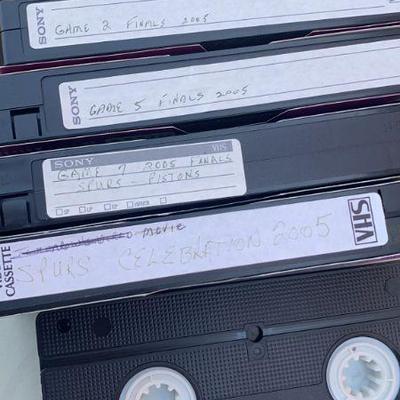 SONY
GAME 2 FINALS 2005
SONY
GAME 5 FINALS 2005
SONY VHS
GAME 7 2005 FINALS
SPURS - PISTONS
CASSETTE
MOVIE
SPURS CELEBRATION 2005
VHS